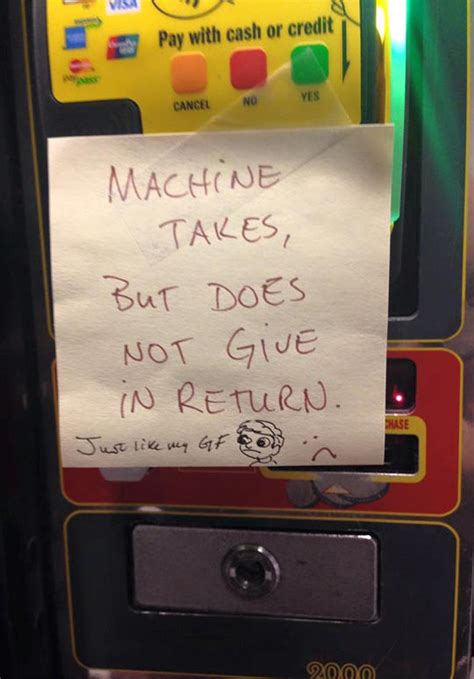 VISA
Pay with cash or credit
CANCEL NO YES
MACHINE
TAKES,
BUT DOES
NOT GIVE
IN RETURN.
Just like my GF
CHASE
2000